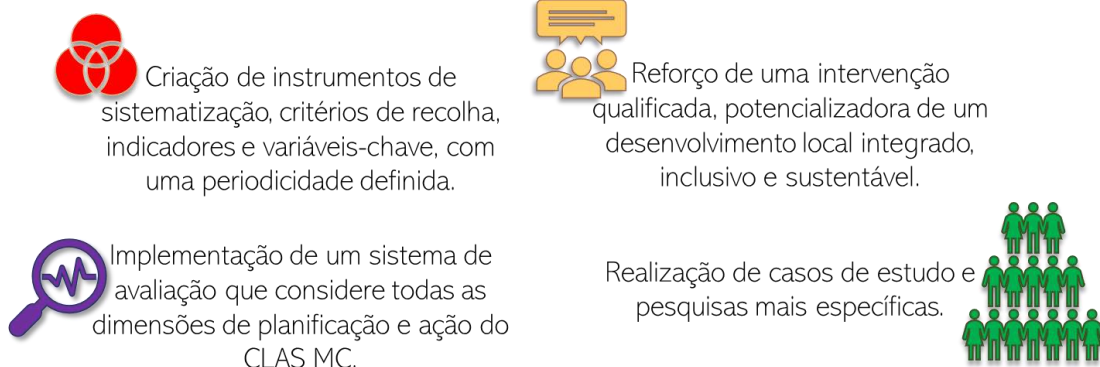 Criação de instrumentos de
sistematização, critérios de recolha,
indicadores e variáveis-chave, com
uma periodicidade definida.
Reforço de uma intervenção
qualificada, potencializadora de um
desenvolvimento local integrado,
inclusivo e sustentável.
Implementação de um sistema de
avaliação que considere todas as
dimensões de planificação e ação do
CLAS MC.
Realização de casos de estudo e
pesquisas mais específicas.